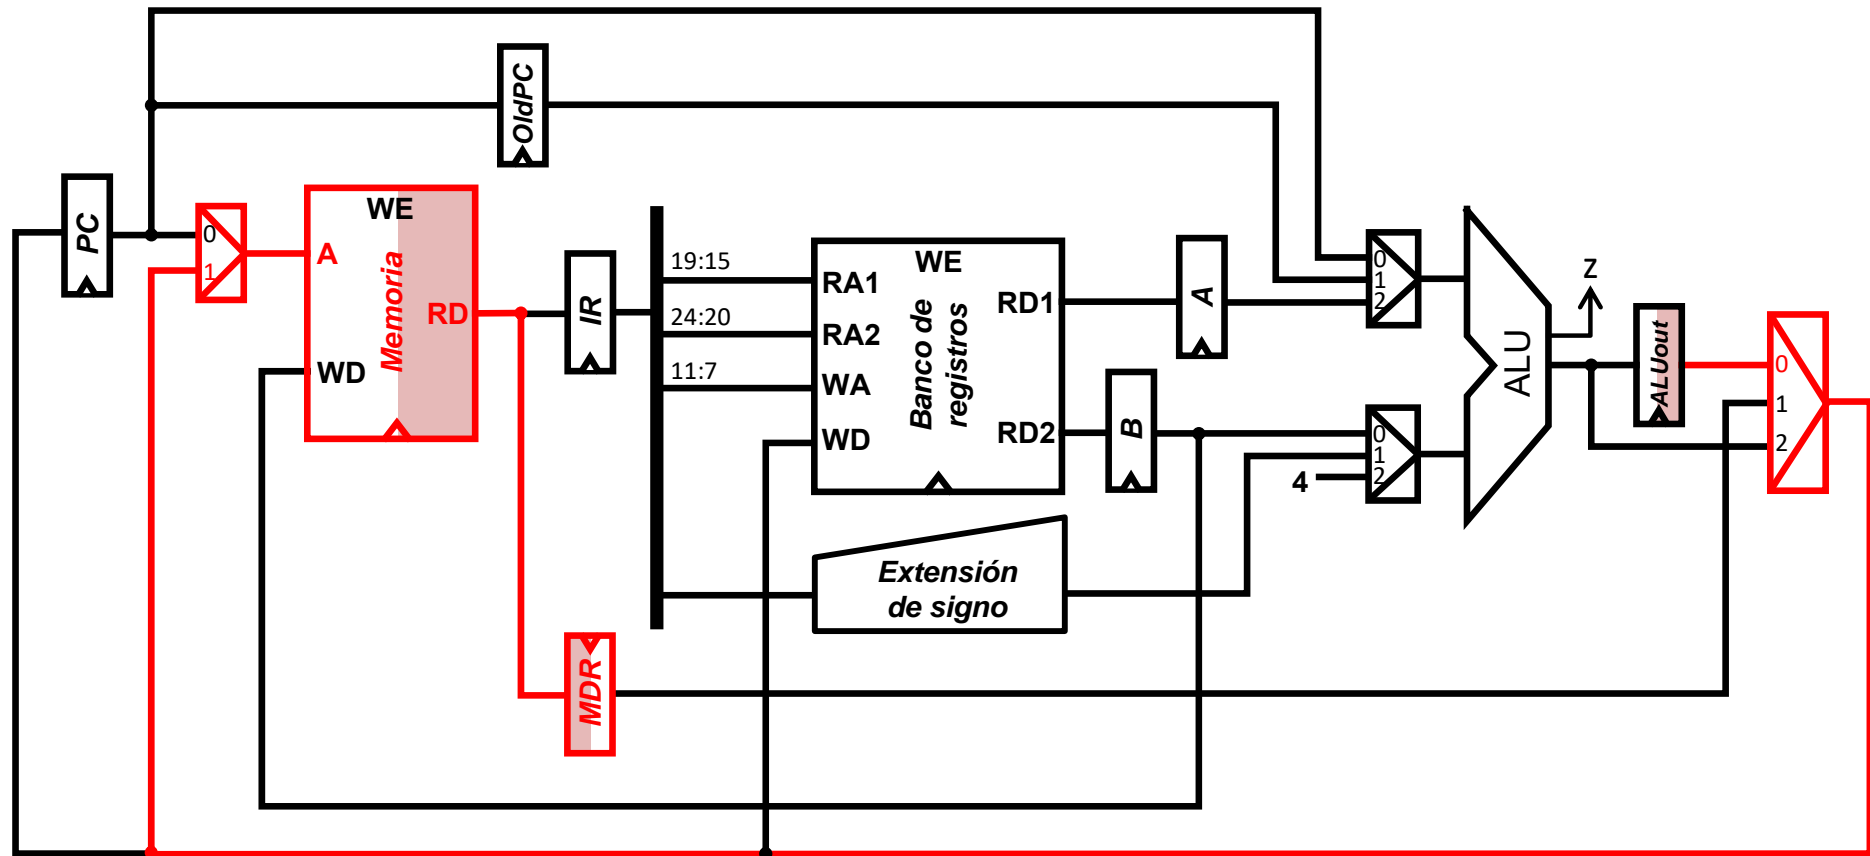 OldPC
PC
0
1
WE
A
Memoria
RD
WD
IR
19:15
24:20
11:7
WE
RA1
RA2
WA
WD
Banco de
registros
RD1
RD2
A
B
Extensión
de signo
MDR
0
1
2
0
1
2
4
ALU
Z
ALUout
0
1
2